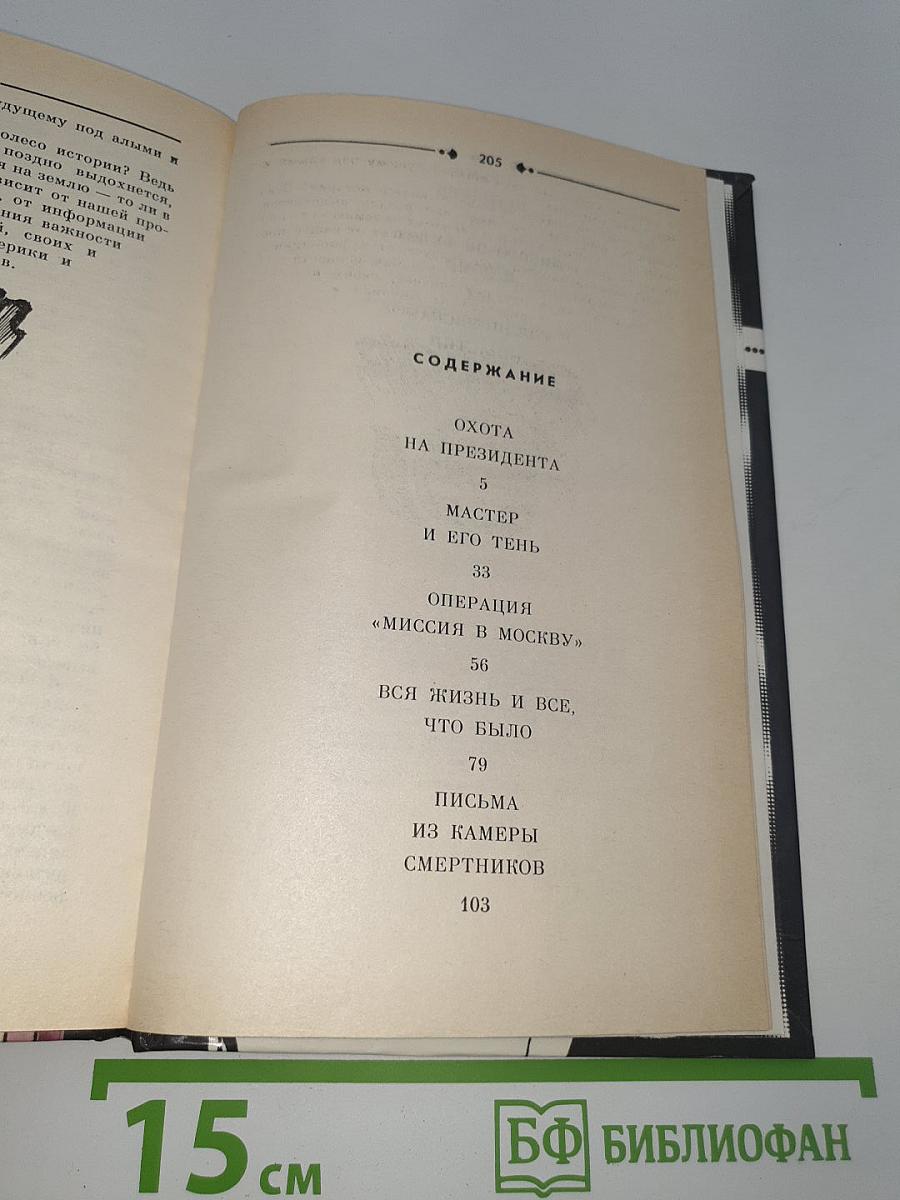 дущему под алыми
олесо истории? Ведь
поздно выдохнется,
я на землю — то ли в
висит от нашей про-
от информации
ния важности
й, своих и
ерики и
в.
205
СОДЕРЖАНИЕ
ОХОТА
НА ПРЕЗИДЕНТА
5
МАСТЕР
И ЕГО ТЕНЬ
33
ОПЕРАЦИЯ
«МИССИЯ В МОСКВУ»
56
ВСЯ ЖИЗНЬ И ВСЕ,
ЧТО БЫЛО
79
ПИСЬМА
ИЗ КАМЕРЫ
СМЕРТНИКОВ
103
15 см
БФ БИБЛИОФАН